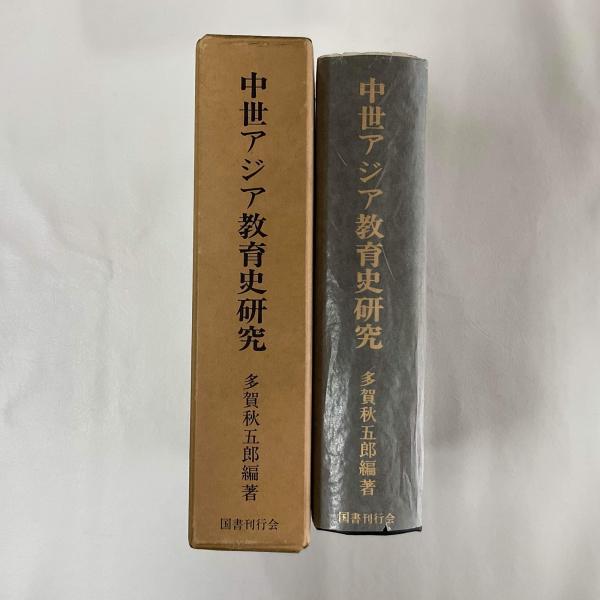 中世アジア教育史研究
多賀秋五郎編著
国書刊行会
中世アジア教育史研究
多賀秋五郎編著
国書刊行会